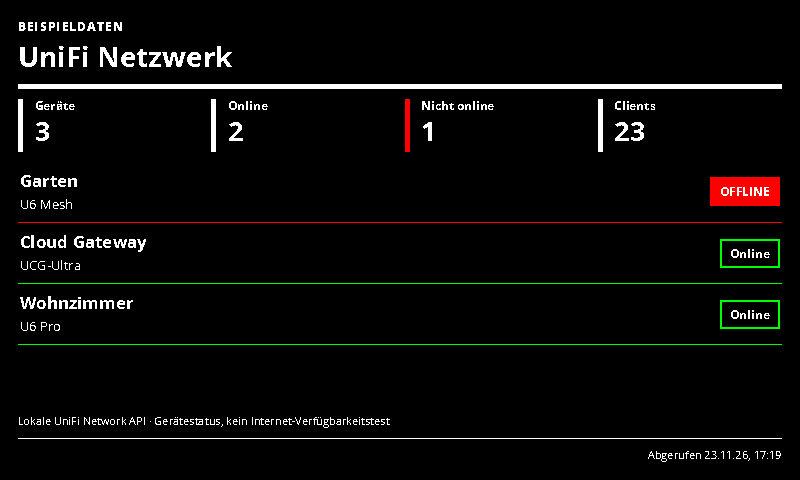 BEISPIELDATEN
UniFi Netzwerk
Geräte
3
Online
2
Nicht online
1
Clients
23
Garten
U6 Mesh
OFFLINE
Cloud Gateway
UCG-Ultra
Online
Wohnzimmer
U6 Pro
Online
Lokale UniFi Network API · Gerätestatus, kein Internet-Verfügbarkeitstest
Abgerufen 23.11.26, 17:19